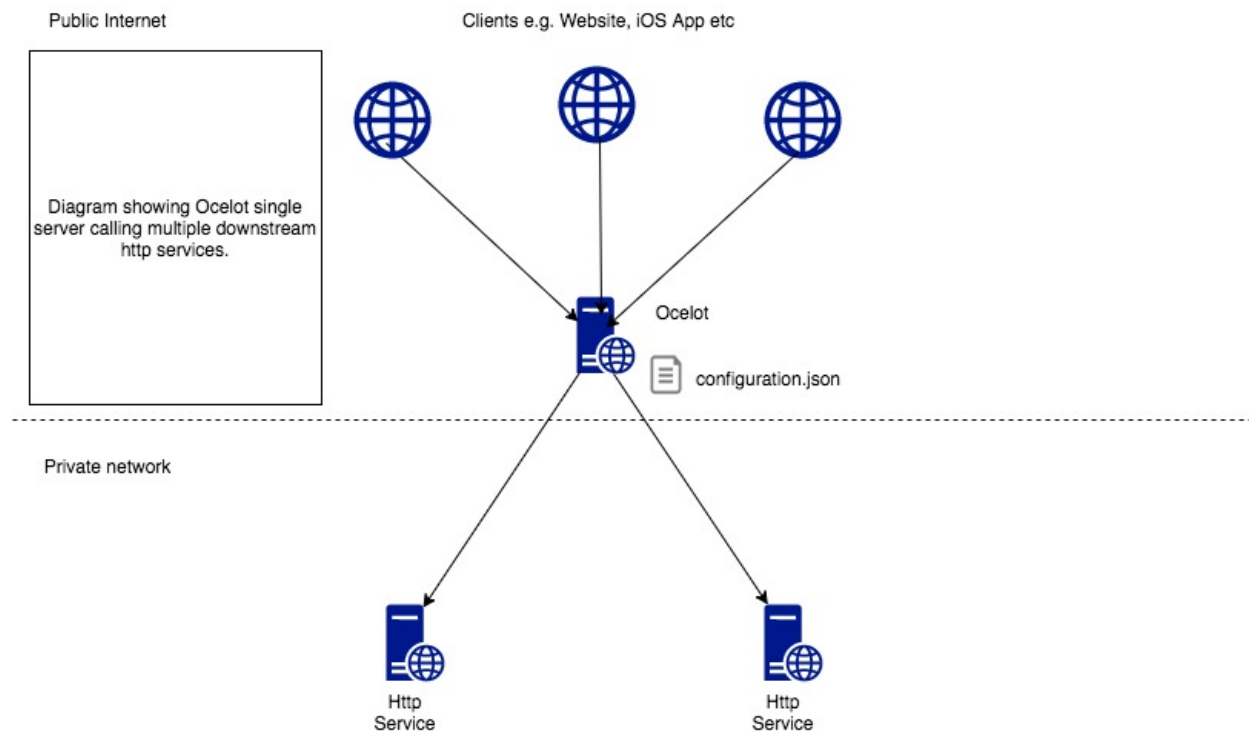 Public Internet
Clients e.g. Website, iOS App etc
Diagram showing Ocelot single
server calling multiple downstream
http services.
Ocelot
configuration.json
Private network
Http
Service
Http
Service